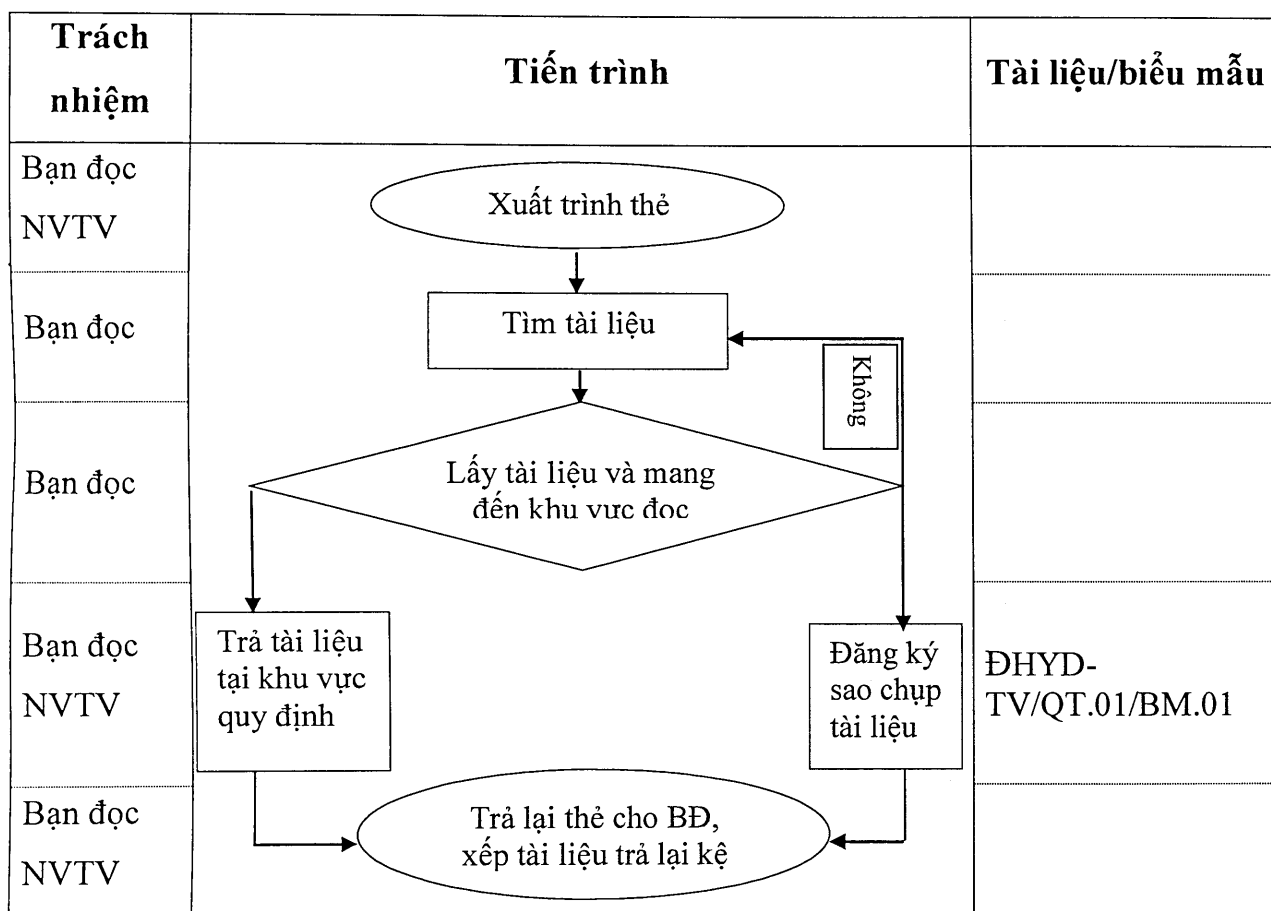 Trách
nhiệm
Tiến trình
Tài liệu/biểu mẫu
Bạn đọc
NVTV
Xuất trình thẻ
Bạn đọc
Tìm tài liệu
Không
Bạn đọc
Lấy tài liệu và mang
đến khu vưc đoc
Bạn đọc
NVTV
Trả tài liệu
tại khu vực
quy định
Đăng ký
sao chụp
tài liệu
ĐHYD-
TV/QT.01/BM.01
Bạn đọc
NVTV
Trả lại thẻ cho BĐ,
xếp tài liệu trả lại kệ